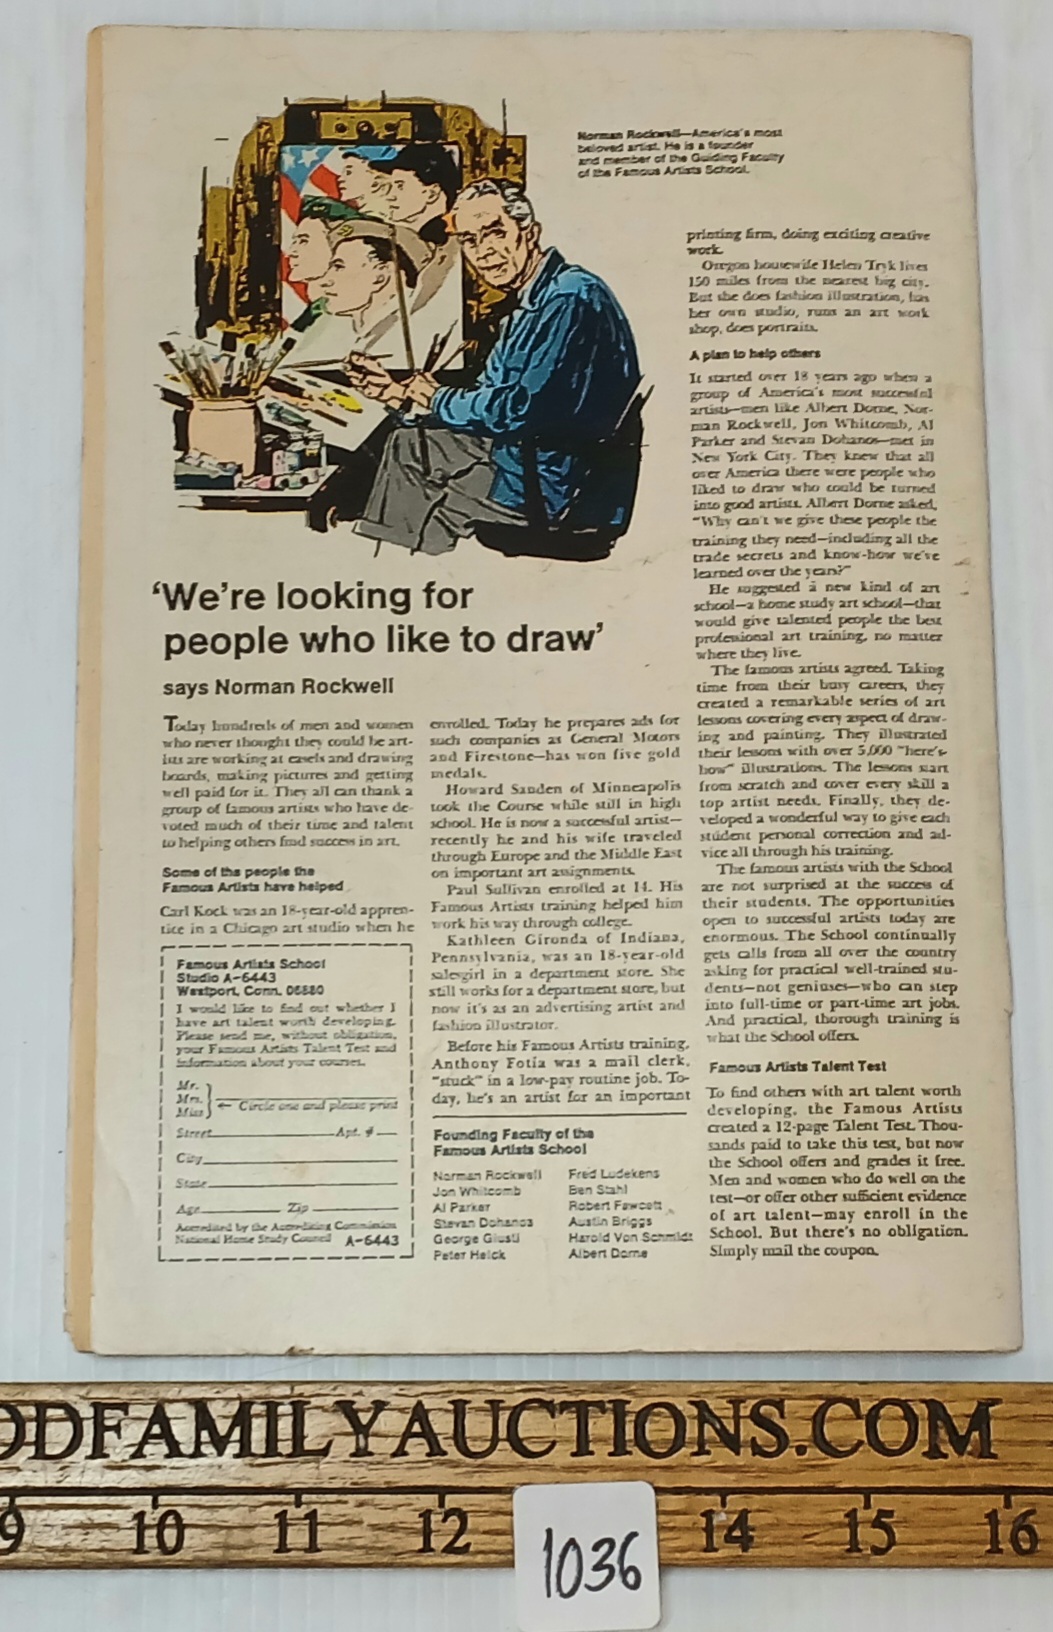 Norman Rockwell—America's most
beloved artist. He is a founder
and member of the Guiding Faculty
of the Famous Artists School.
'We're looking for
people who like to draw'
says Norman Rockwell
Today hundreds of men and women
who never thought they could be art-
ists are working at easels and drawing
boards, making pictures and getting
well paid for it. They all can thank a
group of famous artists who have de-
voted much of their time and talent
to helping others find success in art.
Some of the people the
Famous Artists have helped
Carl Kock was an 18-year-old appren-
tice in a Chicago art studio when he
enrolled. Today he prepares ads for
such companies as General Motors
and Firestone—has won five gold
medals.
Howard Sanden of Minneapolis
took the Course while still in high
school. He is now a successful artist—
recently he and his wife traveled
through Europe and the Middle East
on important art assignments.
Paul Sullivan enrolled at 14. His
Famous Artists training helped him
work his way through college.
Kathleen Gironda of Indiana,
Pennsylvania, was an 18-year-old
salesgirl in a department store. She
still works for a department store, but
now it's as an advertising artist and
fashion illustrator.
Before his Famous Artists training,
Anthony Fotia was a mail clerk,
"stuck" in a low-pay routine job. To-
day, he's an artist for an important
printing firm, doing exciting creative
work.
Oregon housewife Helen Tryk lives
150 miles from the nearest big city.
But she does fashion illustration, has
her own studio, runs an art work
shop, does portraits.
A plan to help others
It started over 18 years ago when a
group of America's most successful
artists—men like Albert Dorne, Nor-
man Rockwell, Jon Whitcomb, Al
Parker and Stevan Dohanos—met in
New York City. They knew that all
over America there were people who
liked to draw who could be turned
into good artists. Albert Dorne asked,
"Why can't we give these people the
training they need—including all the
trade secrets and know-how we've
learned over the years?"
He suggested a new kind of art
school—a home study art school—that
would give talented people the best
professional art training, no matter
where they live.
The famous artists agreed. Taking
time from their busy careers, they
created a remarkable series of art
lessons covering every aspect of draw-
ing and painting. They illustrated
their lessons with over 5,000 "here's-
how" illustrations. The lessons start
from scratch and cover every skill a
top artist needs. Finally, they de-
veloped a wonderful way to give each
student personal correction and ad-
vice all through his training.
The famous artists with the School
are not surprised at the success of
their students. The opportunities
open to successful artists today are
enormous. The School continually
gets calls from all over the country
asking for practical well-trained stu-
dents—not geniuses—who can step
into full-time or part-time art jobs.
And practical, thorough training is
what the School offers.
Famous Artists Talent Test
To find others with art talent worth
developing, the Famous Artists
created a 12-page Talent Test. Thou-
sands paid to take this test, but now
the School offers and grades it free.
Men and women who do well on the
test—or offer other sufficient evidence
of art talent—may enroll in the
School. But there's no obligation.
Simply mail the coupon.
Famous Artists School
Studio A-6443
Westport, Conn. 06880
I would like to find out whether I
have art talent worth developing.
Please send me, without obligation,
your Famous Artists Talent Test and
information about your courses.
Mr.
Mrs.
Miss
← Circle one and please print
Street Apt. #
City
State
Age Zip
Accredited by the Accrediting Commission
National Home Study Council A-6443
Founding Faculty of the
Famous Artists School
Norman Rockwell
Jon Whitcomb
Al Parker
Stevan Dohanos
George Giusti
Peter Helck
Fred Ludekens
Ben Stahl
Robert Fawcett
Austin Briggs
Harold Von Schmidt
Albert Dorne
ODFAMILYAUCTIONS.COM
9 10 11 12 14 15 16
1036